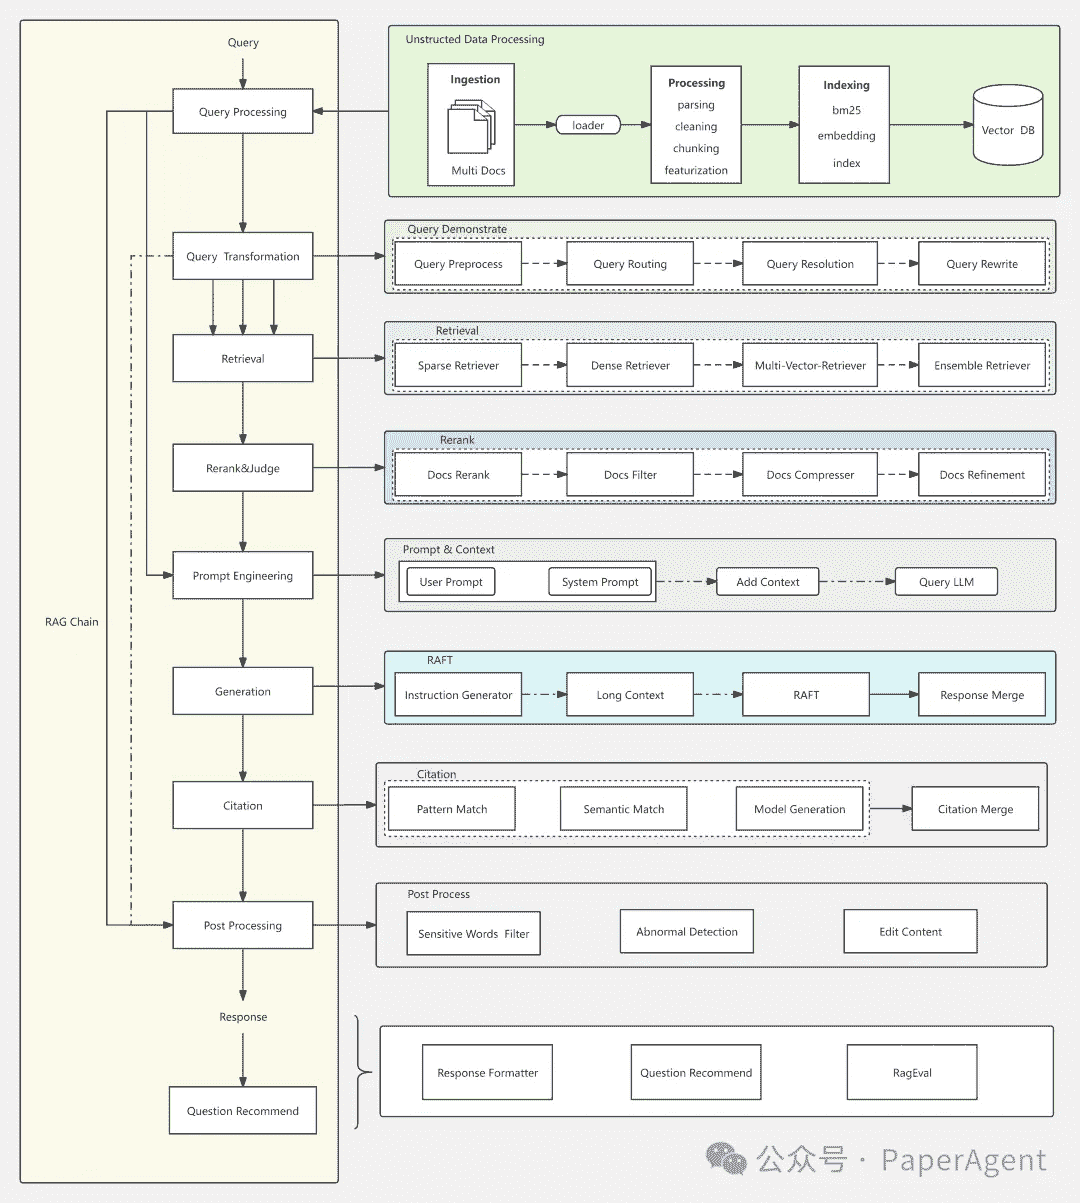 Query
Query Processing
Query Transformation
Retrieval
Rerank&Judge
Prompt Engineering
RAG Chain
Generation
Citation
Post Processing
Response
Question Recommend
Unstructed Data Processing
Ingestion
Multi Docs
loader
Processing
parsing
cleaning
chunking
featurization
Indexing
bm25
embedding
index
Vector DB
Query Demonstrate
Query Preprocess
Query Routing
Query Resolution
Query Rewrite
Retrieval
Sparse Retriever
Dense Retriever
Multi-Vector-Retriever
Ensemble Retriever
Rerank
Docs Rerank
Docs Filter
Docs Compresser
Docs Refinement
Prompt & Context
User Prompt
System Prompt
Add Context
Query LLM
RAFT
Instruction Generator
Long Context
RAFT
Response Merge
Citation
Pattern Match
Semantic Match
Model Generation
Citation Merge
Post Process
Sensitive Words Filter
Abnormal Detection
Edit Content
Response Formatter
Question Recommend
RagEval
公众号 · PaperAgent